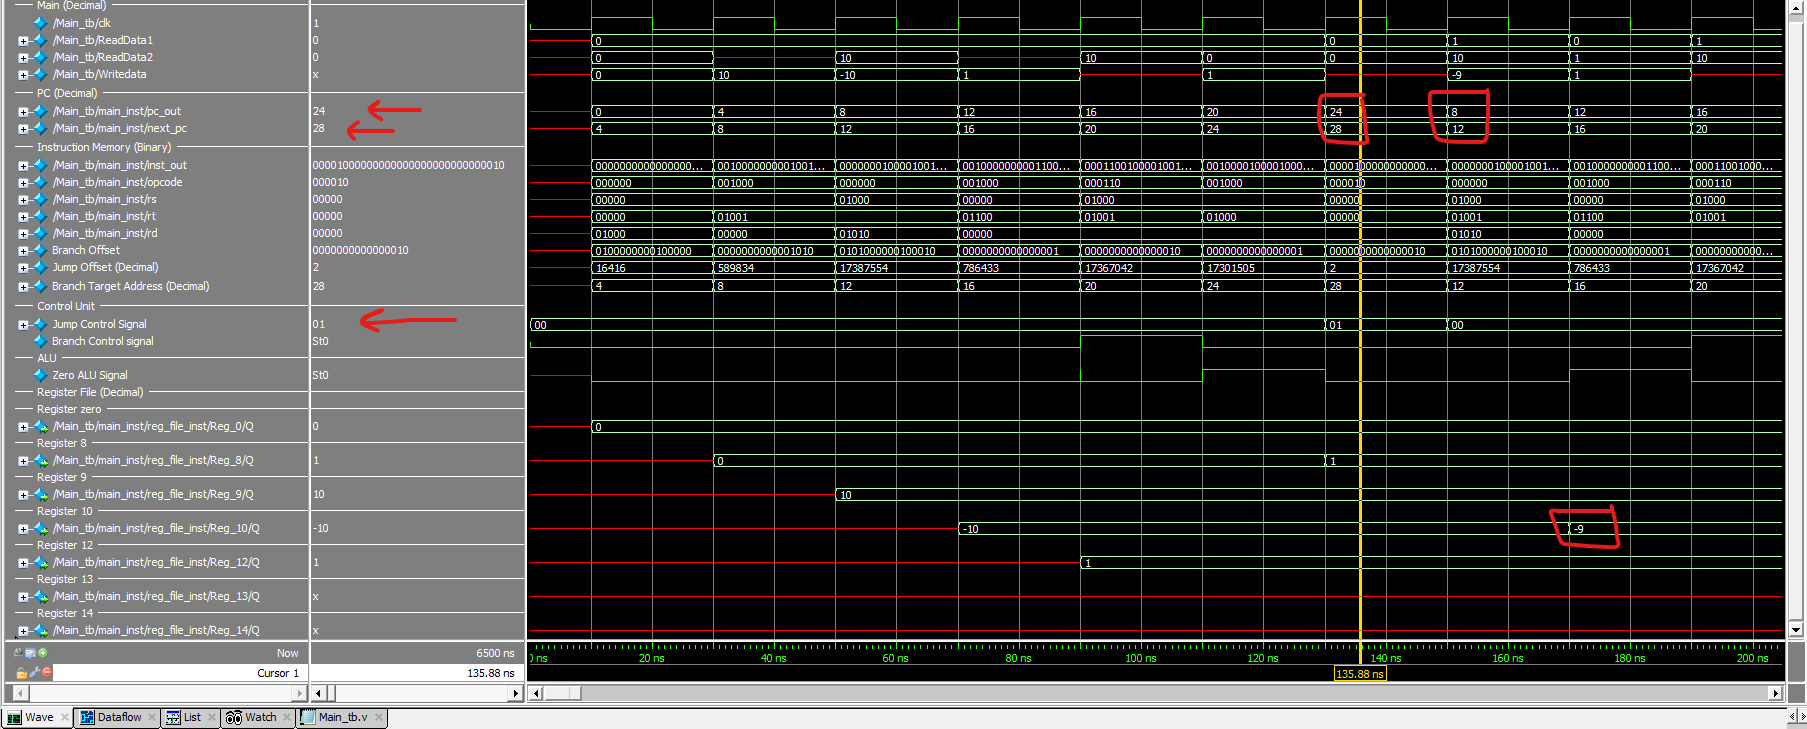 Main (Decimal)
/Main_tb/clk 1
/Main_tb/ReadData1 0 0 0 1 0 1
/Main_tb/ReadData2 0 0 10 10 0 0 10 1 10
/Main_tb/Writedata x 0 10 -10 1 1 -9 1
PC (Decimal)
/Main_tb/main_inst/pc_out 24 0 4 8 12 16 20 24 8 12 16
/Main_tb/main_inst/next_pc 28 4 8 12 16 20 24 28 12 16 20
Instruction Memory (Binary)
/Main_tb/main_inst/inst_out 00001000000000000000000000000010 0000000000000000... 0010000000001001... 0000000100001001... 0010000000001100... 0001100100001001... 0010000100001000... 0000100000000000... 0000000100001001... 0010000000001100... 00011001000...
/Main_tb/main_inst/opcode 000010 000000 001000 000000 001000 000110 001000 000010 000000 001000 000110
/Main_tb/main_inst/rs 00000 00000 01000 00000 01000 00000 01000 00000 01000
/Main_tb/main_inst/rt 00000 00000 01001 01100 01001 01000 00000 01001 01100 01001
/Main_tb/main_inst/rd 00000 01000 00000 01010 00000 01010 00000
Branch Offset 0000000000000010 0100000000100000 0000000000001010 0101000000100010 0000000000000001 0000000000000010 0000000000000001 0000000000000010 0101000000100010 0000000000000001 00000000000...
Jump Offset (Decimal) 2 16416 589834 17387554 786433 17367042 17301505 2 17387554 786433 17367042
Branch Target Address (Decimal) 28 4 8 12 16 20 24 28 12 16 20
Control Unit
Jump Control Signal 01 00 01 00
Branch Control signal St0
ALU
Zero ALU Signal St0
Register File (Decimal)
Register zero
/Main_tb/main_inst/reg_file_inst/Reg_0/Q 0 0
Register 8
/Main_tb/main_inst/reg_file_inst/Reg_8/Q 1 0 1
Register 9
/Main_tb/main_inst/reg_file_inst/Reg_9/Q 10 10
Register 10
/Main_tb/main_inst/reg_file_inst/Reg_10/Q -10 -10 -9
Register 12
/Main_tb/main_inst/reg_file_inst/Reg_12/Q 1 1
Register 13
/Main_tb/main_inst/reg_file_inst/Reg_13/Q x
Register 14
/Main_tb/main_inst/reg_file_inst/Reg_14/Q x
Now 6500 ns ns 20 ns 40 ns 60 ns 80 ns 100 ns 120 ns 140 ns 160 ns 180 ns 200 ns
Cursor 1 135.88 ns 135.88 ns
Wave Dataflow List Watch Main_tb.v